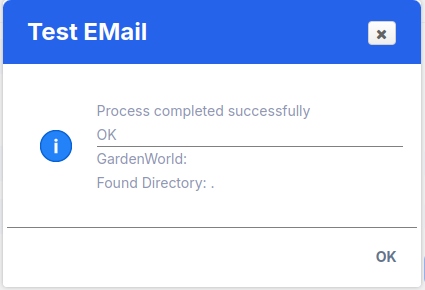 Test EMail
Process completed successfully
OK
GardenWorld:
Found Directory: .
OK